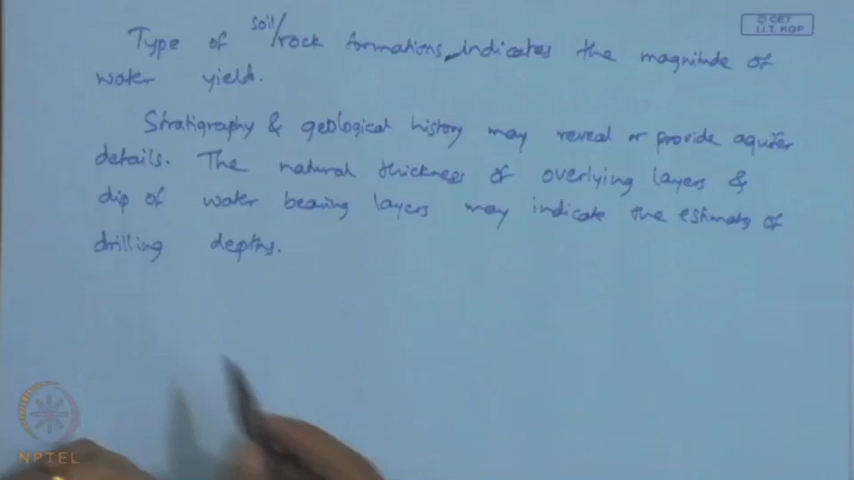 © CET
I.I.T. KGP
Type of soil/rock formations indicates the magnitude of
water yield.
Stratigraphy & geological history may reveal or provide aquifer
details. The natural thickness of overlying layers &
dip of water bearing layers may indicate the estimate of
drilling depths.
NPTEL